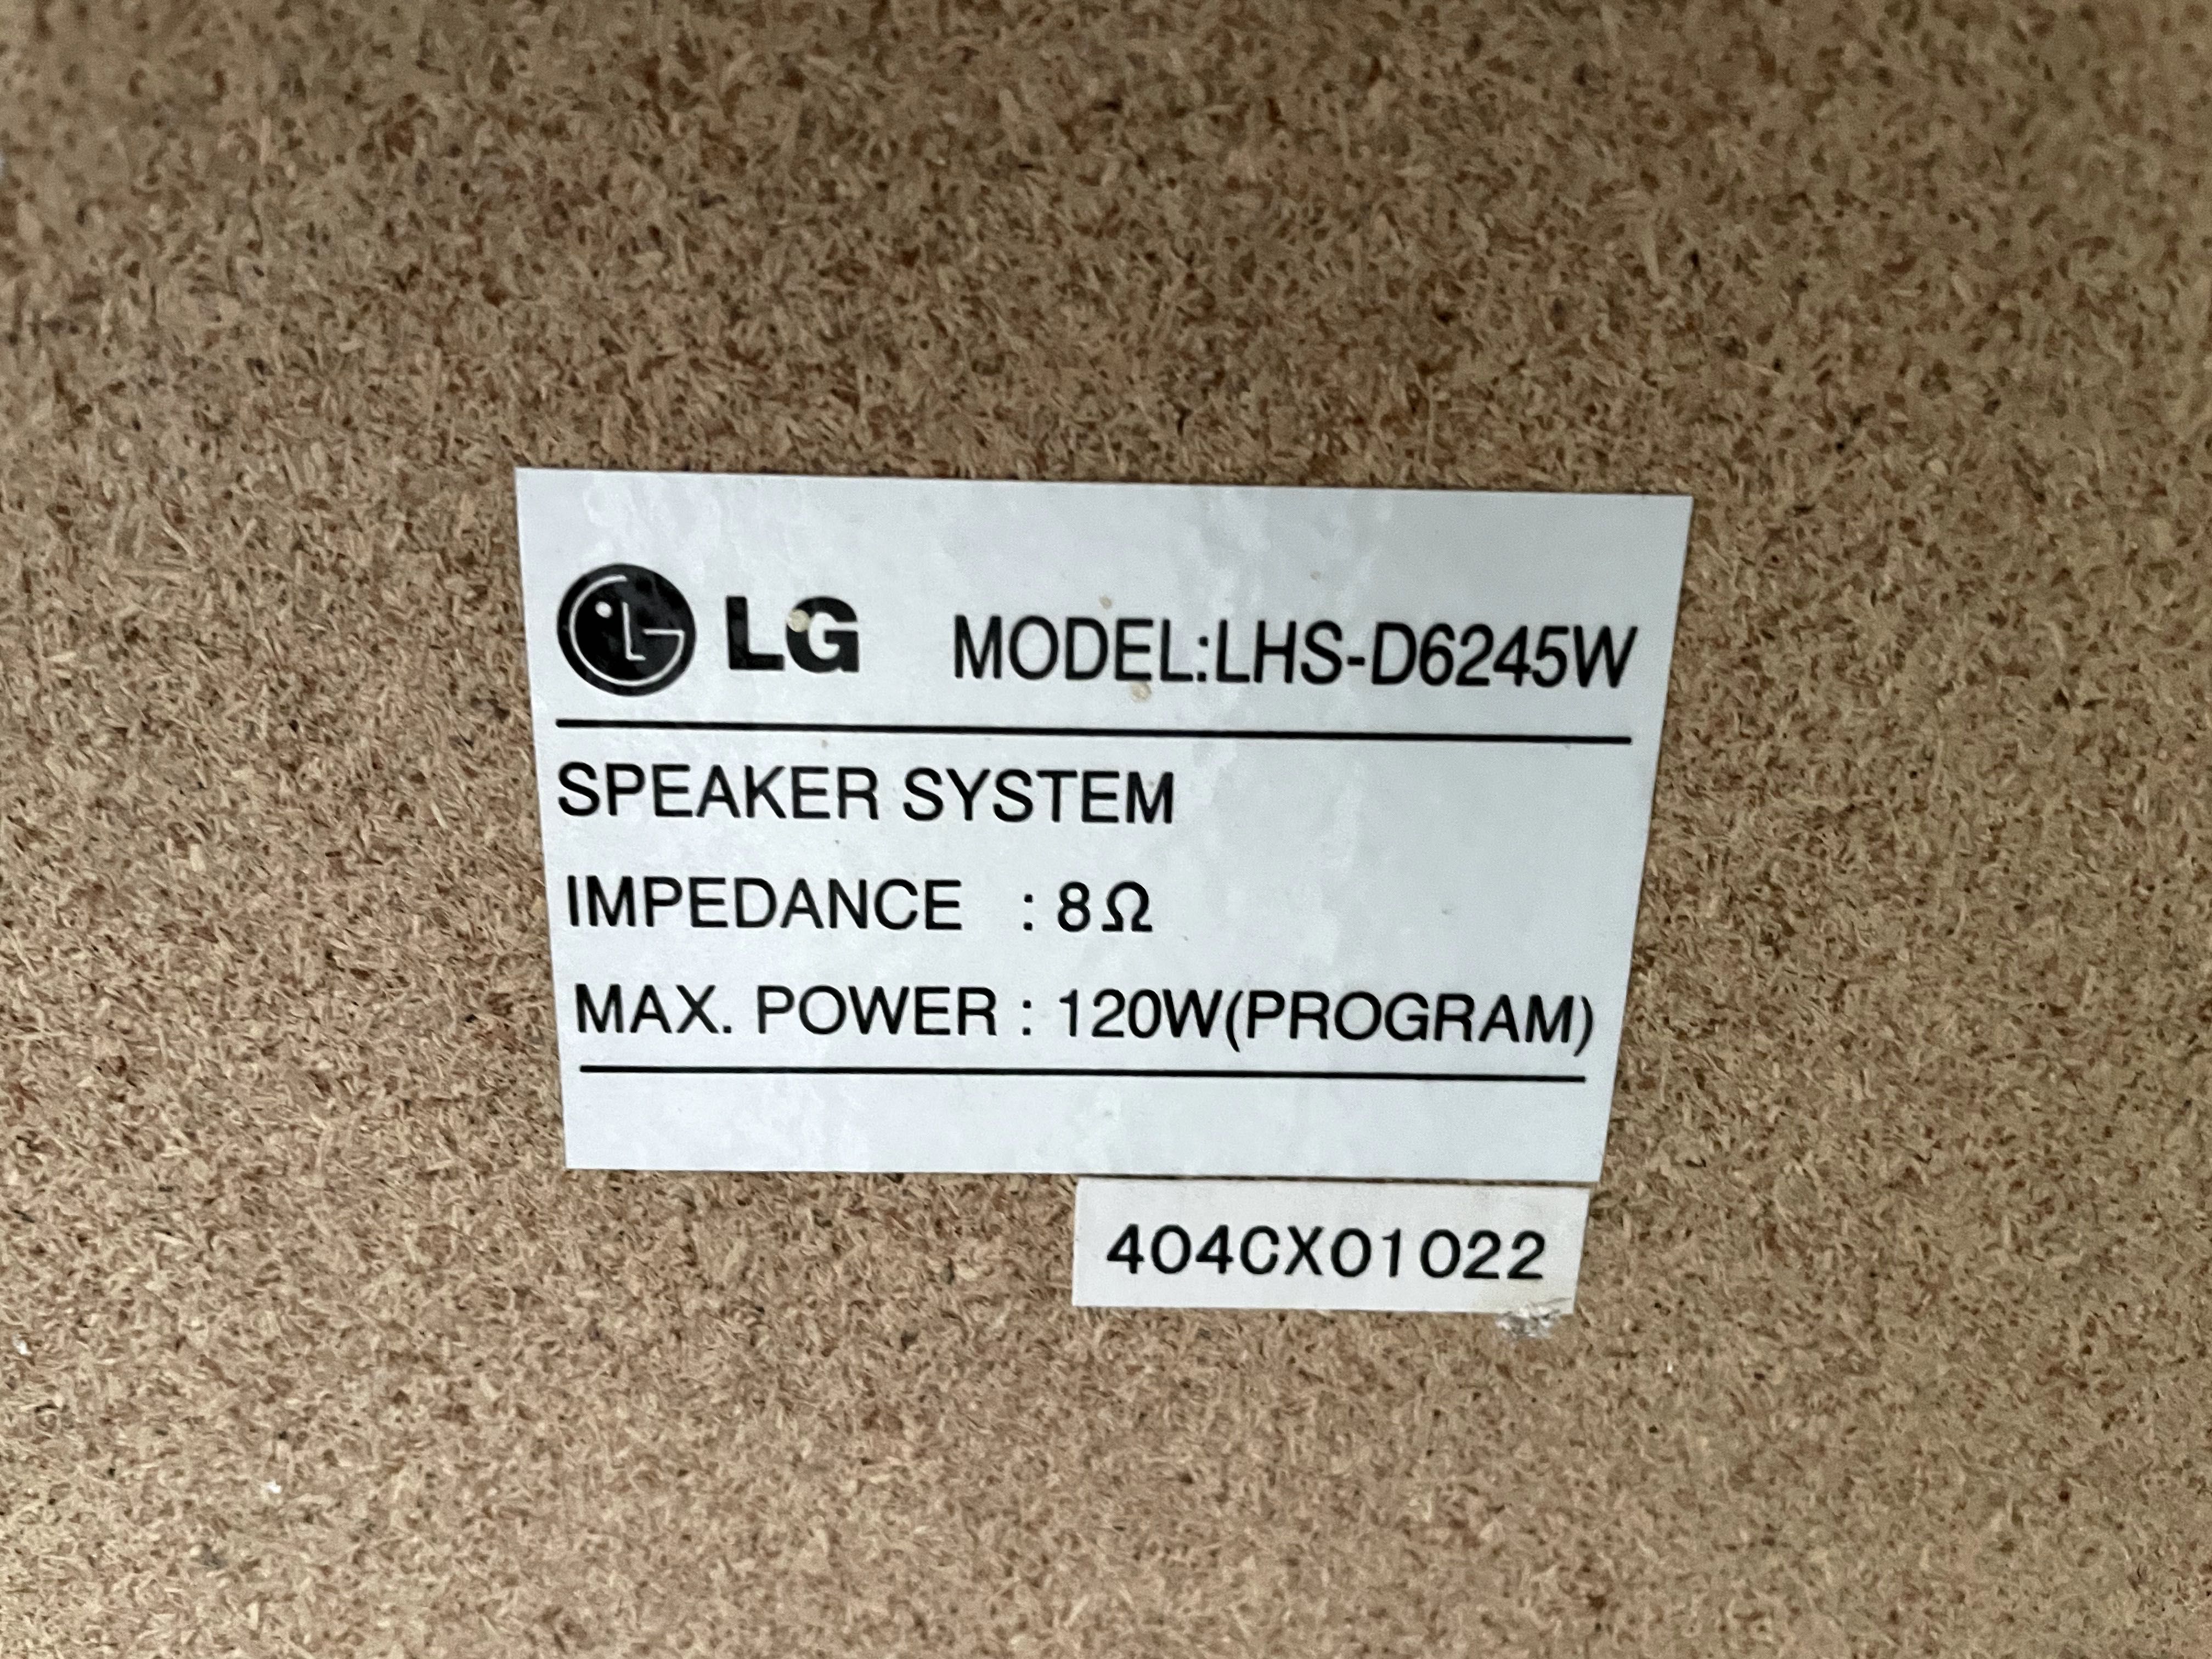 LG MODEL:LHS-D6245W
SPEAKER SYSTEM
IMPEDANCE : 8Ω
MAX. POWER : 120W(PROGRAM)
404CX01022